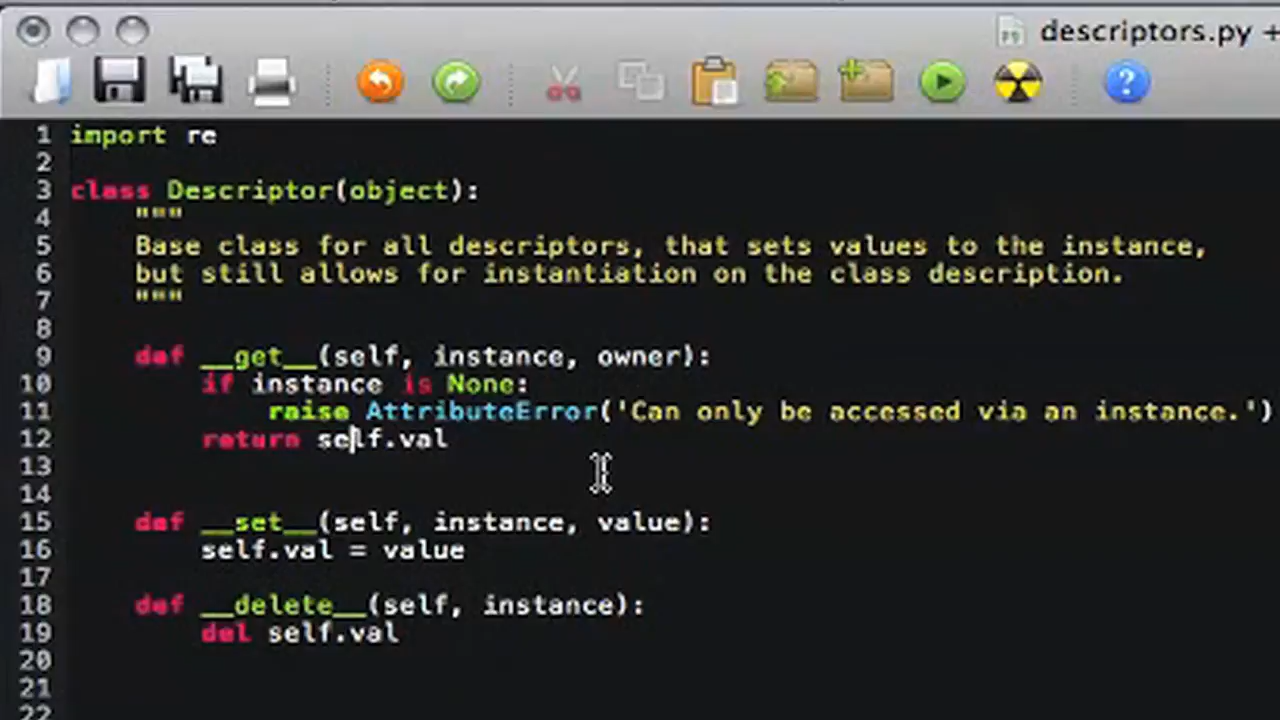 descriptors.py +
1 import re
2
3 class Descriptor(object):
4     """
5     Base class for all descriptors, that sets values to the instance,
6     but still allows for instantiation on the class description.
7     """
8
9     def __get__(self, instance, owner):
10         if instance is None:
11             raise AttributeError('Can only be accessed via an instance.')
12         return self.val
13
14
15     def __set__(self, instance, value):
16         self.val = value
17
18     def __delete__(self, instance):
19         del self.val
20
21
22